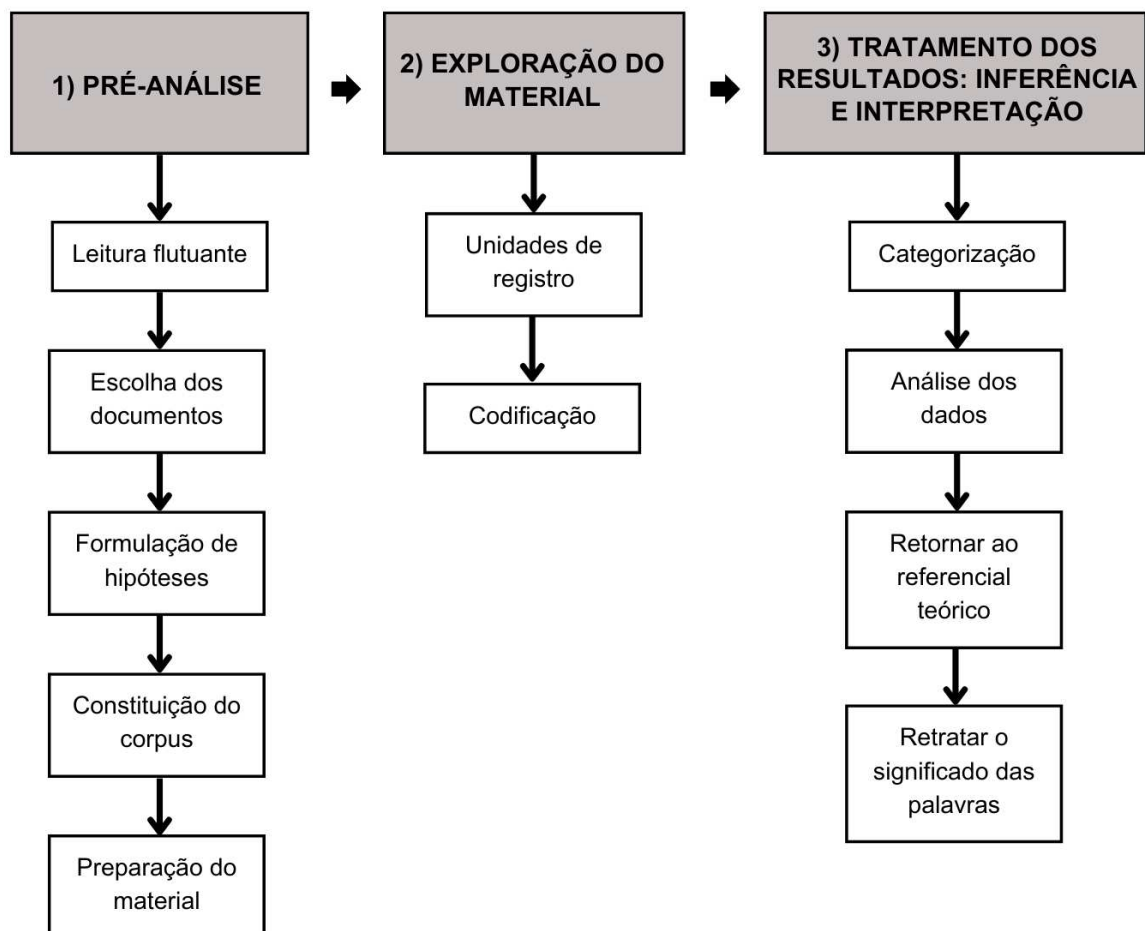 1) PRÉ-ANÁLISE
2) EXPLORAÇÃO DO
MATERIAL
3) TRATAMENTO DOS
RESULTADOS: INFERÊNCIA
E INTERPRETAÇÃO
Leitura flutuante
Escolha dos
documentos
Formulação de
hipóteses
Constituição do
corpus
Preparação do
material
Unidades de
registro
Codificação
Categorização
Análise dos
dados
Retornar ao
referencial
teórico
Retratar o
significado das
palavras